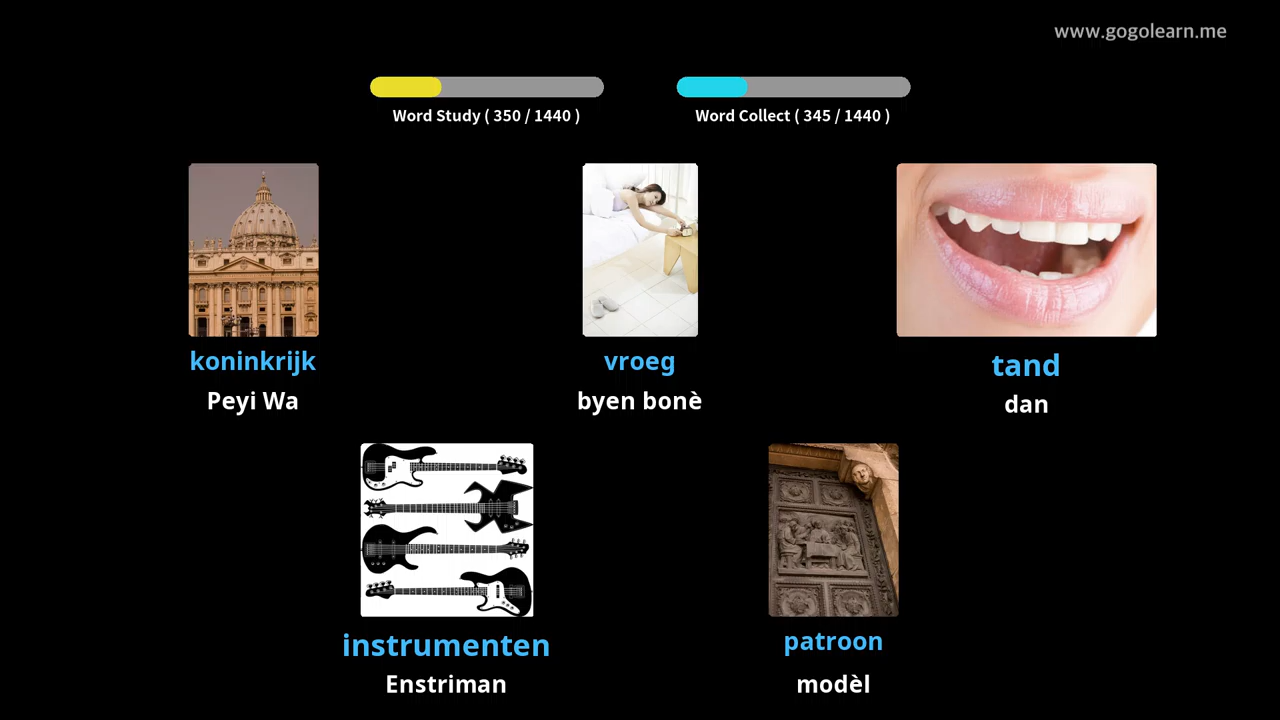 www.gogolearn.me
Word Study ( 350 / 1440 )
Word Collect ( 345 / 1440 )
koninkrijk
Peyi Wa
vroeg
byen bonè
tand
dan
instrumenten
Enstriman
patroon
modèl